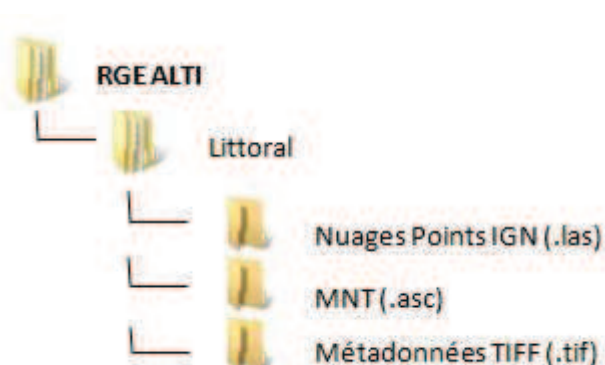 RGE ALTI
Littoral
Nuages Points IGN (.las)
MNT (.asc)
Métadonnées TIFF (.tif)